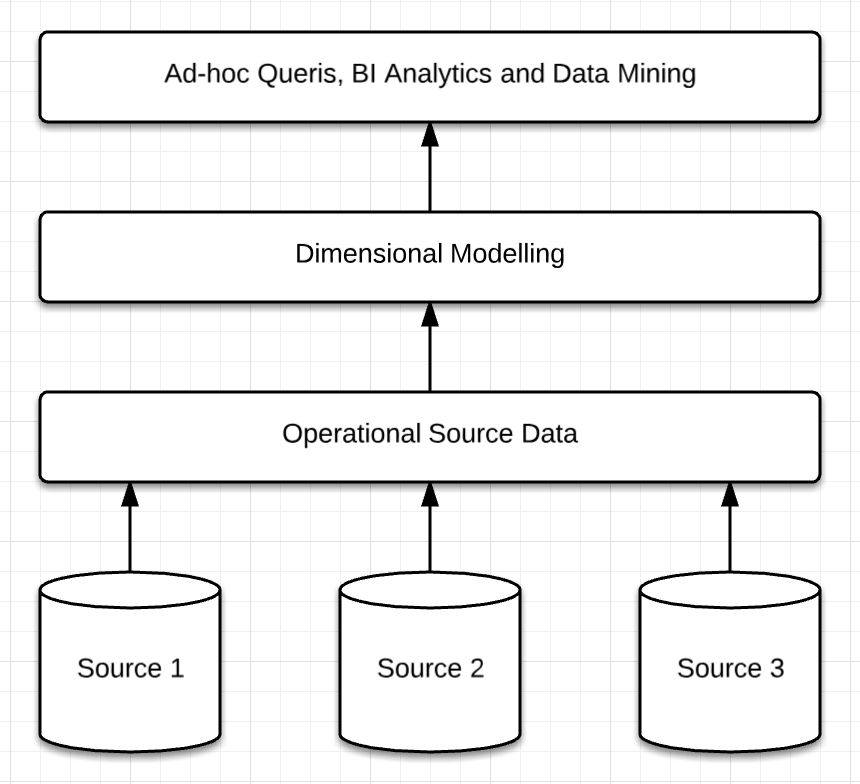 Ad-hoc Queris, BI Analytics and Data Mining
Dimensional Modelling
Operational Source Data
Source 1
Source 2
Source 3